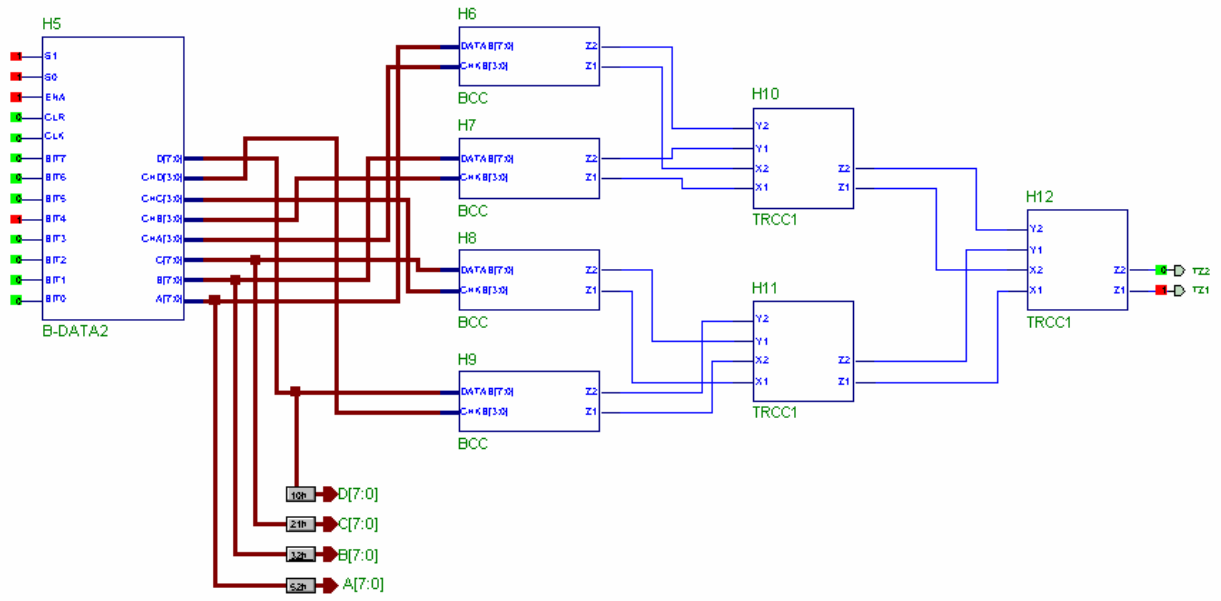 H5
S1
S0
ENA
CLR
CLK
BIT7
BIT6
BIT5
BIT4
BIT3
BIT2
BIT1
BIT0
D[7:0]
CHD[3:0]
CHC[3:0]
CHB[3:0]
CHA[3:0]
C[7:0]
B[7:0]
A[7:0]
B-DATA2
H6
DATAB[7:0] Z2
CHKB[3:0] Z1
BCC
H7
DATAB[7:0] Z2
CHKB[3:0] Z1
BCC
H8
DATAB[7:0] Z2
CHKB[3:0] Z1
BCC
H9
DATAB[7:0] Z2
CHKB[3:0] Z1
BCC
H10
Y2
Y1
X2 Z2
X1 Z1
TRCC1
H11
Y2
Y1
X2 Z2
X1 Z1
TRCC1
H12
Y2
Y1
X2 Z2
X1 Z1
TRCC1
0 TZ2
1 TZ1
10h D[7:0]
21h C[7:0]
32h B[7:0]
A[7:0]